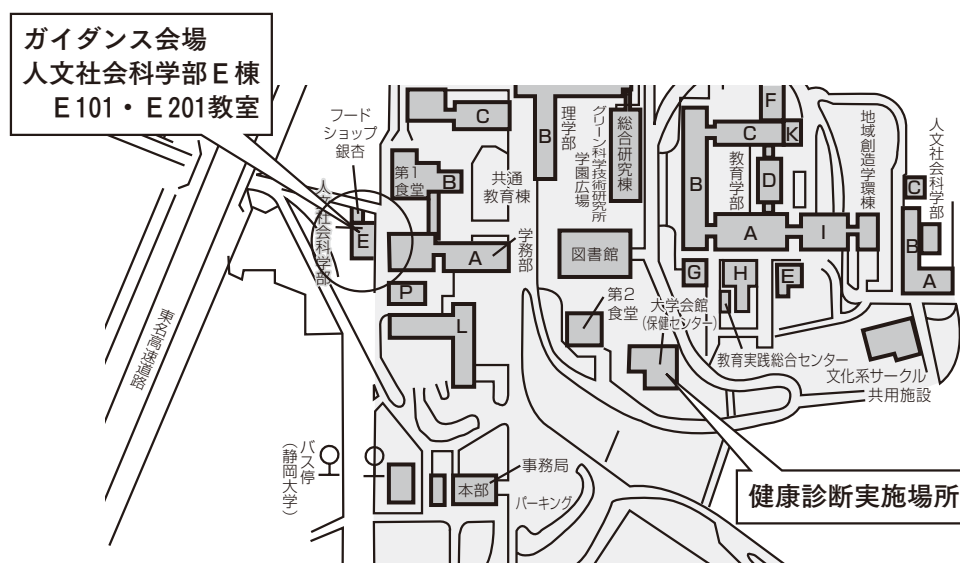 ガイダンス会場
人文社会科学部E棟
E101・E201教室
フード
ショップ
銀杏
C
第1
食堂
B
共通
教育棟
人文社会科学部
E
A
学務部
P
L
東名高速道路
バス停
(静岡大学)
本部
事務局
パーキング
B
理学部
グリーン科学技術研究所
学園広場
総合研究棟
図書館
第2
食堂
大学会館
(保健センター)
F
C
K
B
教育学部
D
A
I
地域創造学環棟
G
H
E
教育実践総合センター
人文社会科学部
C
B
A
文化系サークル
共用施設
健康診断実施場所